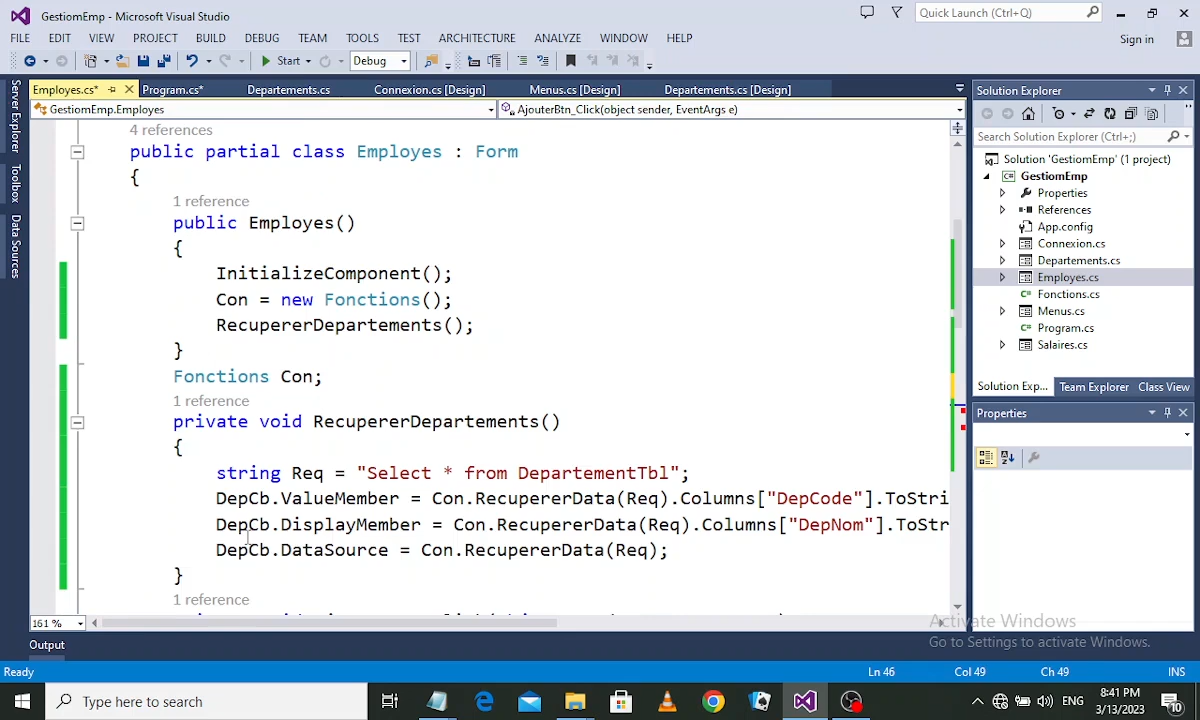 GestiomEmp - Microsoft Visual Studio
Quick Launch (Ctrl+Q)
FILE EDIT VIEW PROJECT BUILD DEBUG TEAM TOOLS TEST ARCHITECTURE ANALYZE WINDOW HELP
Sign in
Start Debug
Employes.cs* Program.cs* Departements.cs Connexion.cs [Design] Menus.cs [Design] Departements.cs [Design]
GestiomEmp.Employes
AjouterBtn_Click(object sender, EventArgs e)
Server Explorer
Toolbox
Data Sources
4 references
public partial class Employes : Form
{
1 reference
public Employes()
{
InitializeComponent();
Con = new Fonctions();
RecupererDepartements();
}
Fonctions Con;
1 reference
private void RecupererDepartements()
{
string Req = "Select * from DepartementTbl";
DepCb.ValueMember = Con.RecupererData(Req).Columns["DepCode"].ToStri
DepCb.DisplayMember = Con.RecupererData(Req).Columns["DepNom"].ToStr
DepCb.DataSource = Con.RecupererData(Req);
}
1 reference
161 %
Solution Explorer
Search Solution Explorer (Ctrl+;)
Solution 'GestiomEmp' (1 project)
GestiomEmp
Properties
References
App.config
Connexion.cs
Departements.cs
Employes.cs
Fonctions.cs
Menus.cs
Program.cs
Salaires.cs
Solution Exp... Team Explorer Class View
Properties
Activate Windows
Go to Settings to activate Windows.
Output
Ready
Ln 46 Col 49 Ch 49 INS
Type here to search
ENG
8:41 PM
3/13/2023
10